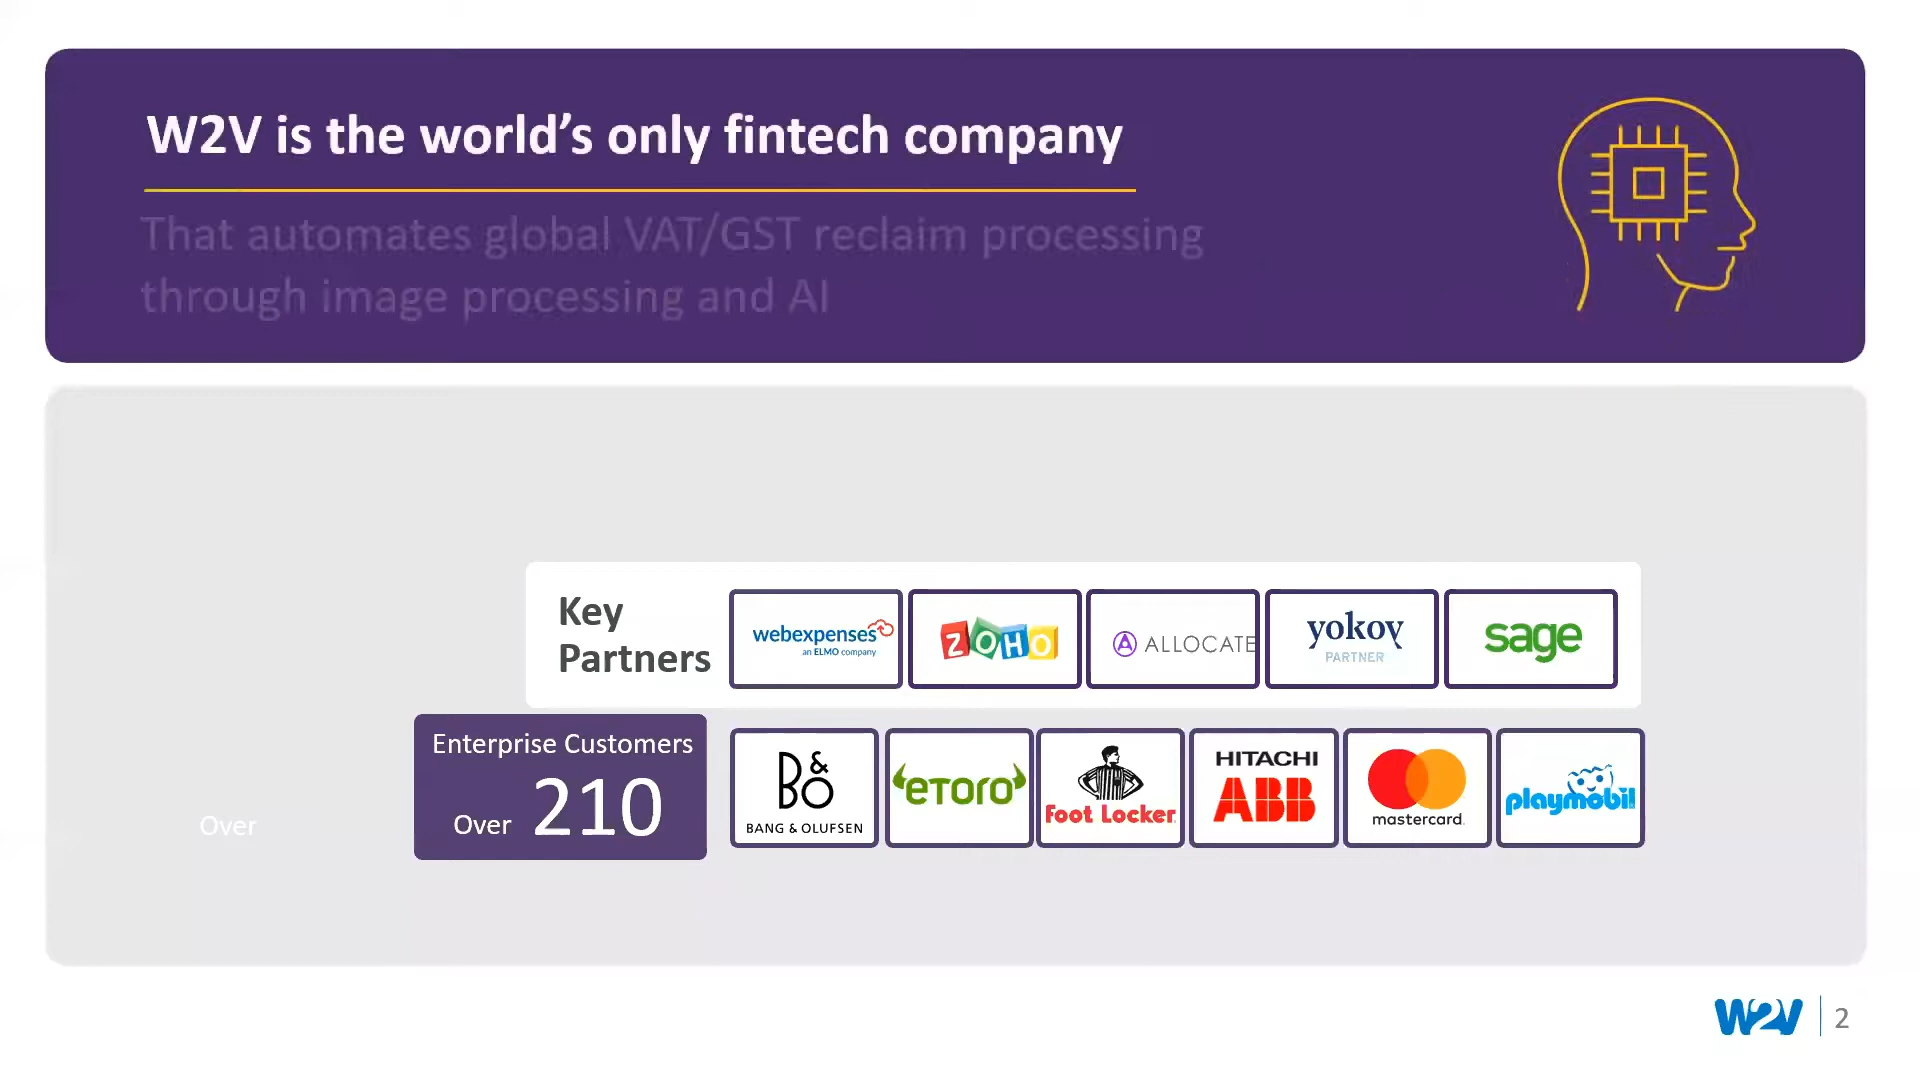 W2V is the world's only fintech company
That automates global VAT/GST reclaim processing
through image processing and AI
Key
Partners
webexpenses
an ELMO company
ZOHO
ALLOCATE
yokoy
PARTNER
sage
Enterprise Customers
Over 210
Over
B&O
BANG & OLUFSEN
eToro
Foot Locker
HITACHI
ABB
mastercard
playmobil
W2V
2